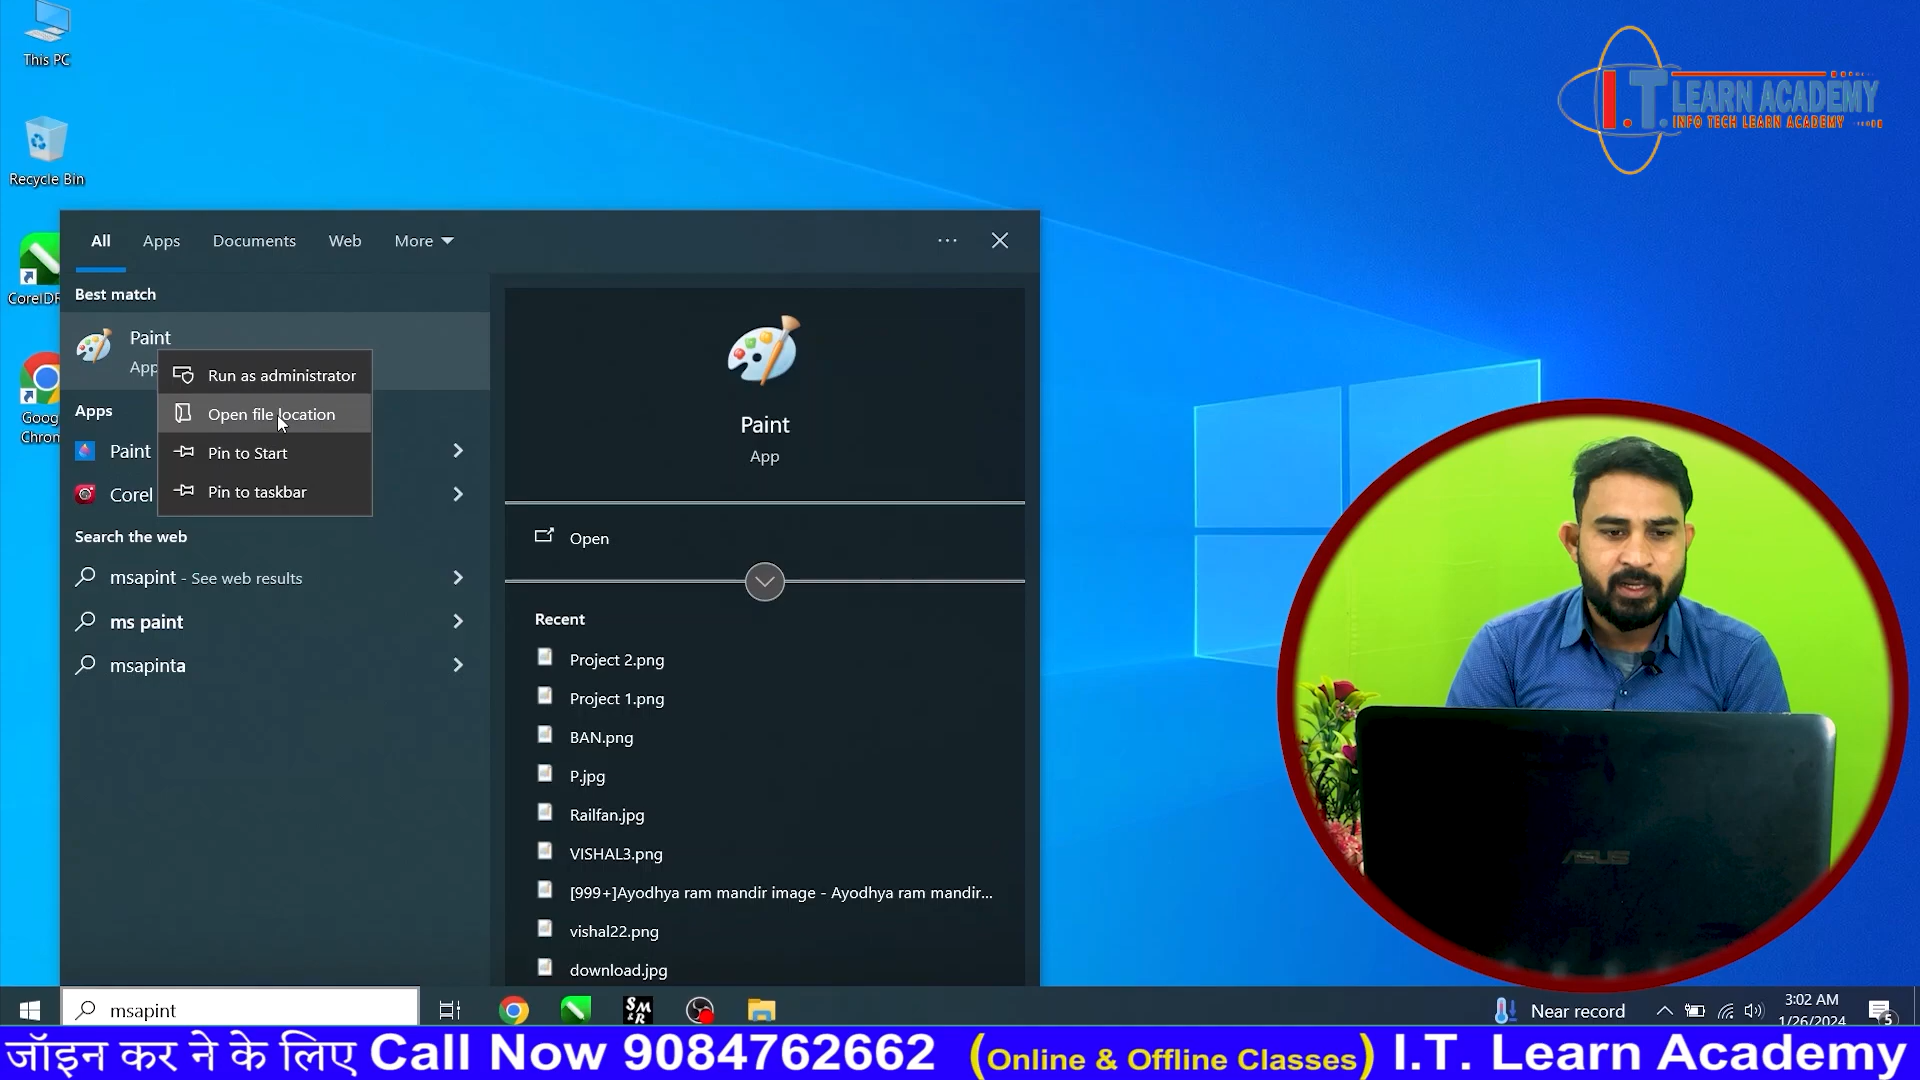 This PC
Recycle Bin
CorelDR
Goog
Chrom
I.T. LEARN ACADEMY
INFO TECH LEARN ACADEMY
All
Apps
Documents
Web
More
Best match
Paint
App
Run as administrator
Open file location
Pin to Start
Pin to taskbar
Apps
Paint
Corel
Search the web
msapint - See web results
ms paint
msapinta
Paint
App
Open
Recent
Project 2.png
Project 1.png
BAN.png
P.jpg
Railfan.jpg
VISHAL3.png
[999+]Ayodhya ram mandir image - Ayodhya ram mandir...
vishal22.png
download.jpg
ASUS
msapint
SM
&R
Near record
3:02 AM
1/26/2024
5
जॉइन कर ने के लिए Call Now 9084762662 (Online & Offline Classes) I.T. Learn Academy